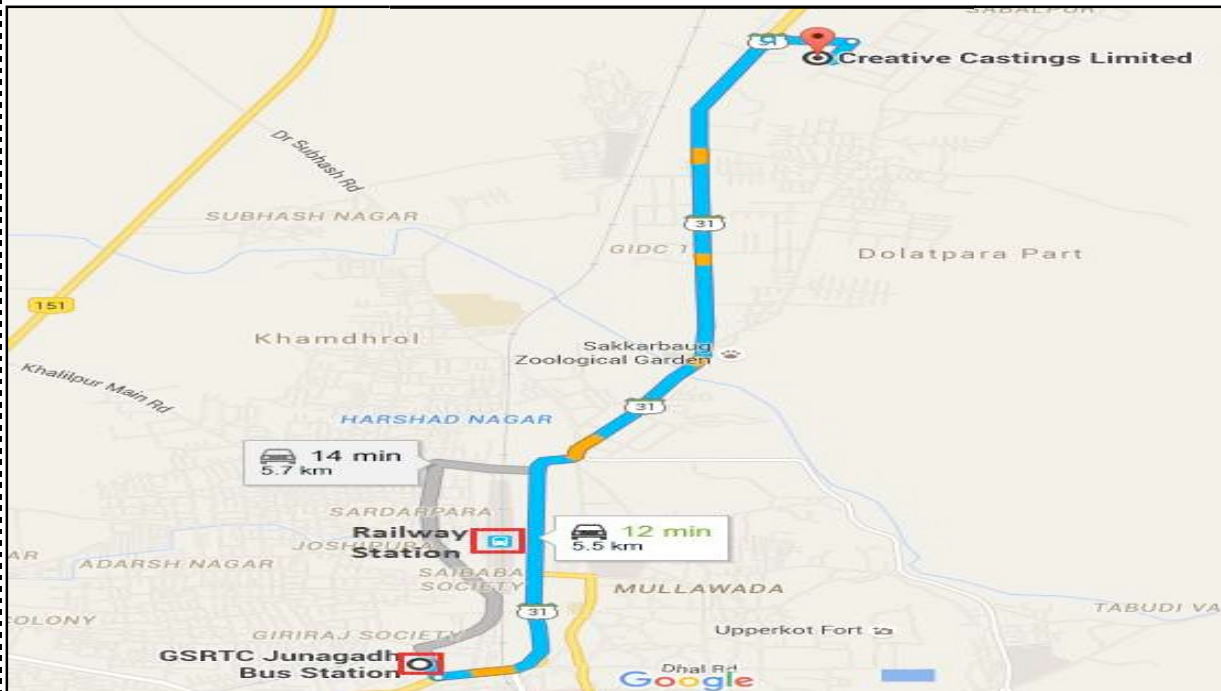 SABALPUR
Creative Castings Limited
Dr Subhash Rd
SUBHASH NAGAR
31
GIDC 1
Dolatpara Part
151
Khamdhrol
Sakkarbaug
Zoological Garden
Khalilpur Main Rd
31
HARSHAD NAGAR
14 min
5.7 km
SARDARPARA
Railway
Station
12 min
5.5 km
JOSHIPURA
ADARSH NAGAR
SAIBABA
SOCIETY
MULLAWADA
31
TABUDI VA
OLONY
GIRIRAJ SOCIETY
Upperkot Fort
GSRTC Junagadh
Bus Station
Dhal Rd
Google